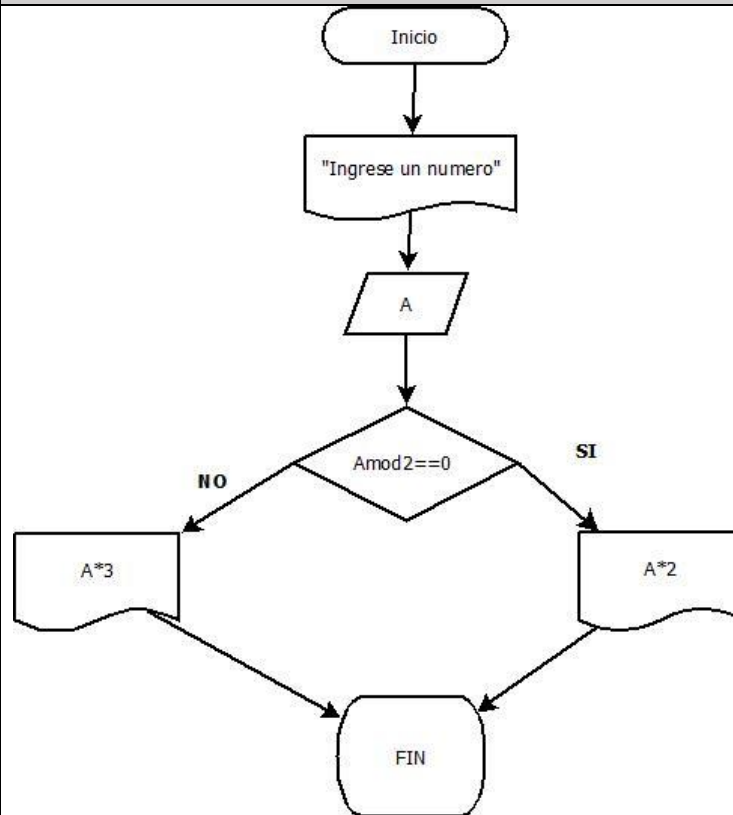 Inicio
"Ingrese un numero"
A
Amod2==0
NO
SI
A*3
A*2
FIN